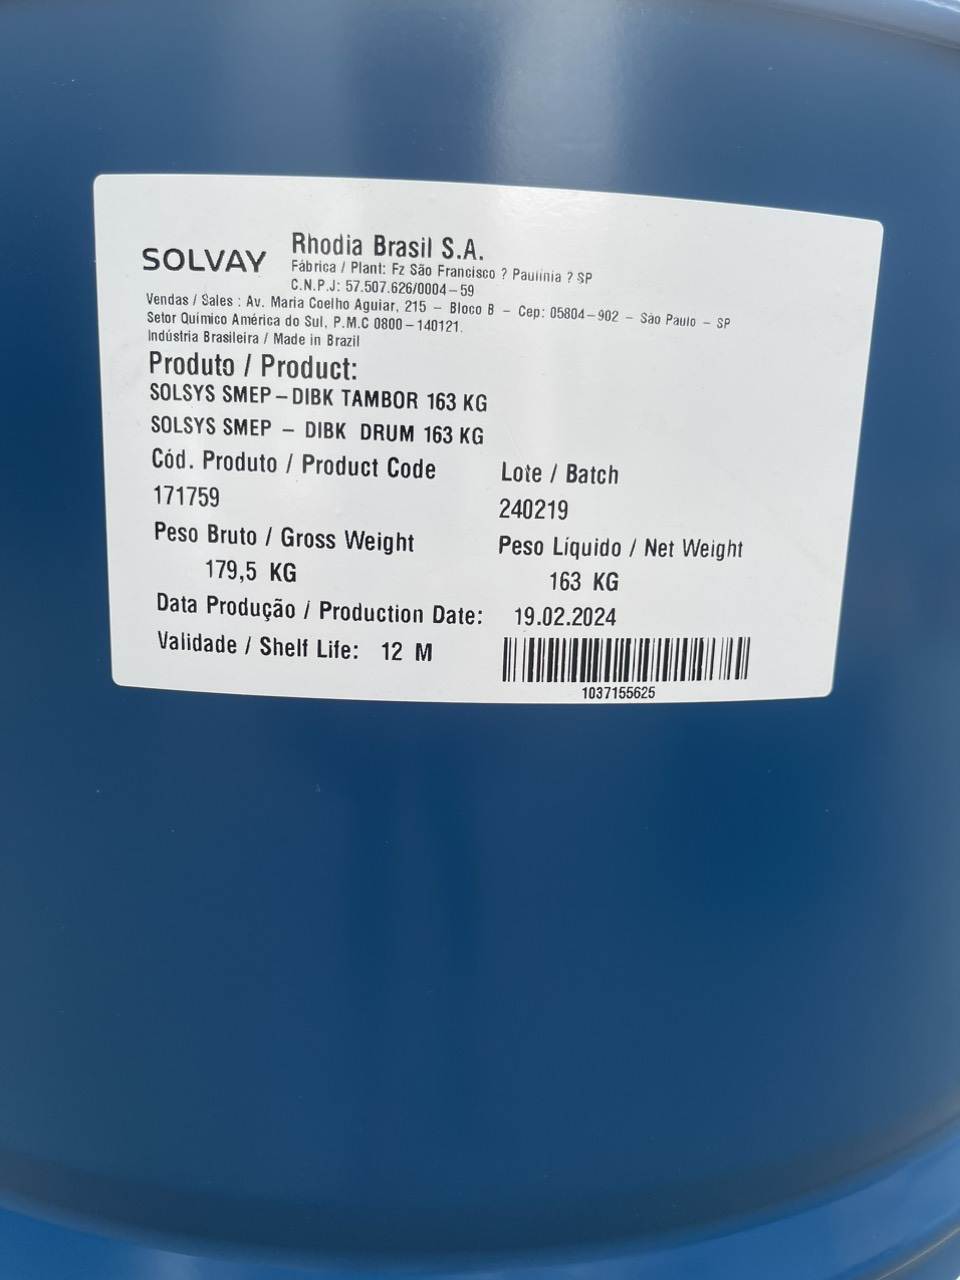 SOLVAY
Rhodia Brasil S.A.
Fábrica / Plant: Fz São Francisco ? Paulínia ? SP
C.N.P.J: 57.507.626/0004-59
Vendas / Sales : Av. Maria Coelho Aguiar, 215 - Bloco B - Cep: 05804-902 - São Paulo - SP
Setor Químico América do Sul, P.M.C 0800-140121.
Indústria Brasileira / Made in Brazil
Produto / Product:
SOLSYS SMEP-DIBK TAMBOR 163 KG
SOLSYS SMEP - DIBK DRUM 163 KG
Cód. Produto / Product Code
171759
Lote / Batch
240219
Peso Bruto / Gross Weight
179,5 KG
Peso Líquido / Net Weight
163 KG
Data Produção / Production Date: 19.02.2024
Validade / Shelf Life: 12 M
1037155625